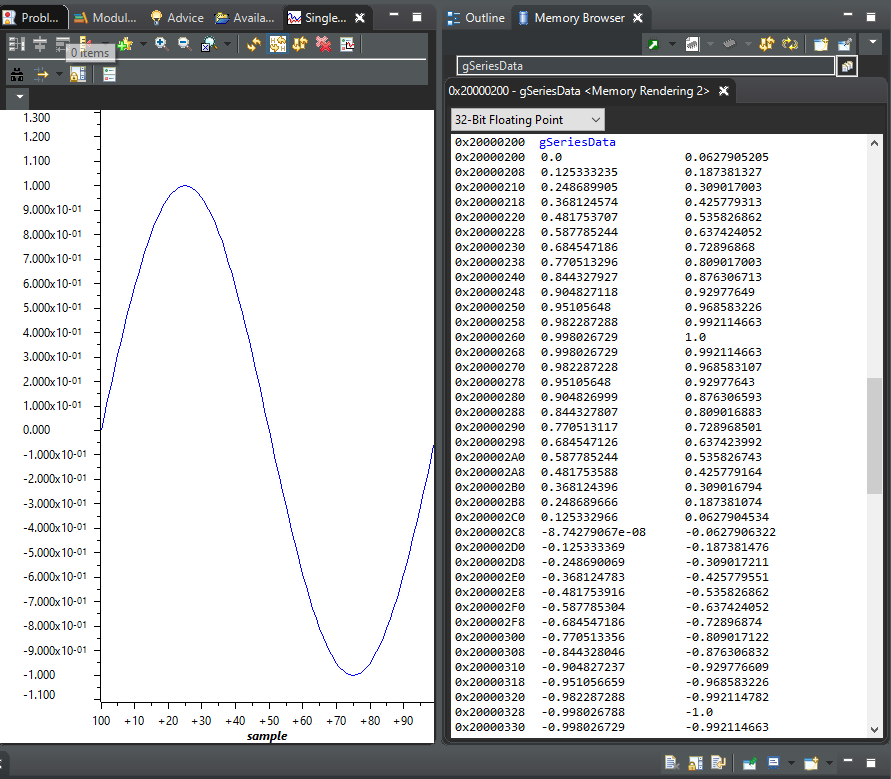 Probl...
Modul...
Advice
Availa...
Single...
0 items
1.300
1.200
1.100
1.000
9.000x10-01
8.000x10-01
7.000x10-01
6.000x10-01
5.000x10-01
4.000x10-01
3.000x10-01
2.000x10-01
1.000x10-01
0.000
-1.000x10-01
-2.000x10-01
-3.000x10-01
-4.000x10-01
-5.000x10-01
-6.000x10-01
-7.000x10-01
-8.000x10-01
-9.000x10-01
-1.000
-1.100
100 +10 +20 +30 +40 +50 +60 +70 +80 +90
sample
Outline
Memory Browser
gSeriesData
0x20000200 - gSeriesData <Memory Rendering 2>
32-Bit Floating Point
0x20000200 gSeriesData
0x20000200 0.0 0.0627905205
0x20000208 0.125333235 0.187381327
0x20000210 0.248689905 0.309017003
0x20000218 0.368124574 0.425779313
0x20000220 0.481753707 0.535826862
0x20000228 0.587785244 0.637424052
0x20000230 0.684547186 0.72896868
0x20000238 0.770513296 0.809017003
0x20000240 0.844327927 0.876306713
0x20000248 0.904827118 0.92977649
0x20000250 0.95105648 0.968583226
0x20000258 0.982287288 0.992114663
0x20000260 0.998026729 1.0
0x20000268 0.998026729 0.992114663
0x20000270 0.982287228 0.968583107
0x20000278 0.95105648 0.92977643
0x20000280 0.904826999 0.876306593
0x20000288 0.844327807 0.809016883
0x20000290 0.770513117 0.728968501
0x20000298 0.684547126 0.637423992
0x200002A0 0.587785244 0.535826743
0x200002A8 0.481753588 0.425779164
0x200002B0 0.368124396 0.309016794
0x200002B8 0.248689666 0.187381074
0x200002C0 0.125332966 0.0627904534
0x200002C8 -8.74279067e-08 -0.0627906322
0x200002D0 -0.125333369 -0.187381476
0x200002D8 -0.248690069 -0.309017211
0x200002E0 -0.368124783 -0.425779551
0x200002E8 -0.481753916 -0.535826862
0x200002F0 -0.587785304 -0.637424052
0x200002F8 -0.684547186 -0.72896874
0x20000300 -0.770513356 -0.809017122
0x20000308 -0.844328046 -0.876306832
0x20000310 -0.904827237 -0.929776609
0x20000318 -0.951056659 -0.968583226
0x20000320 -0.982287288 -0.992114782
0x20000328 -0.998026788 -1.0
0x20000330 -0.998026729 -0.992114663